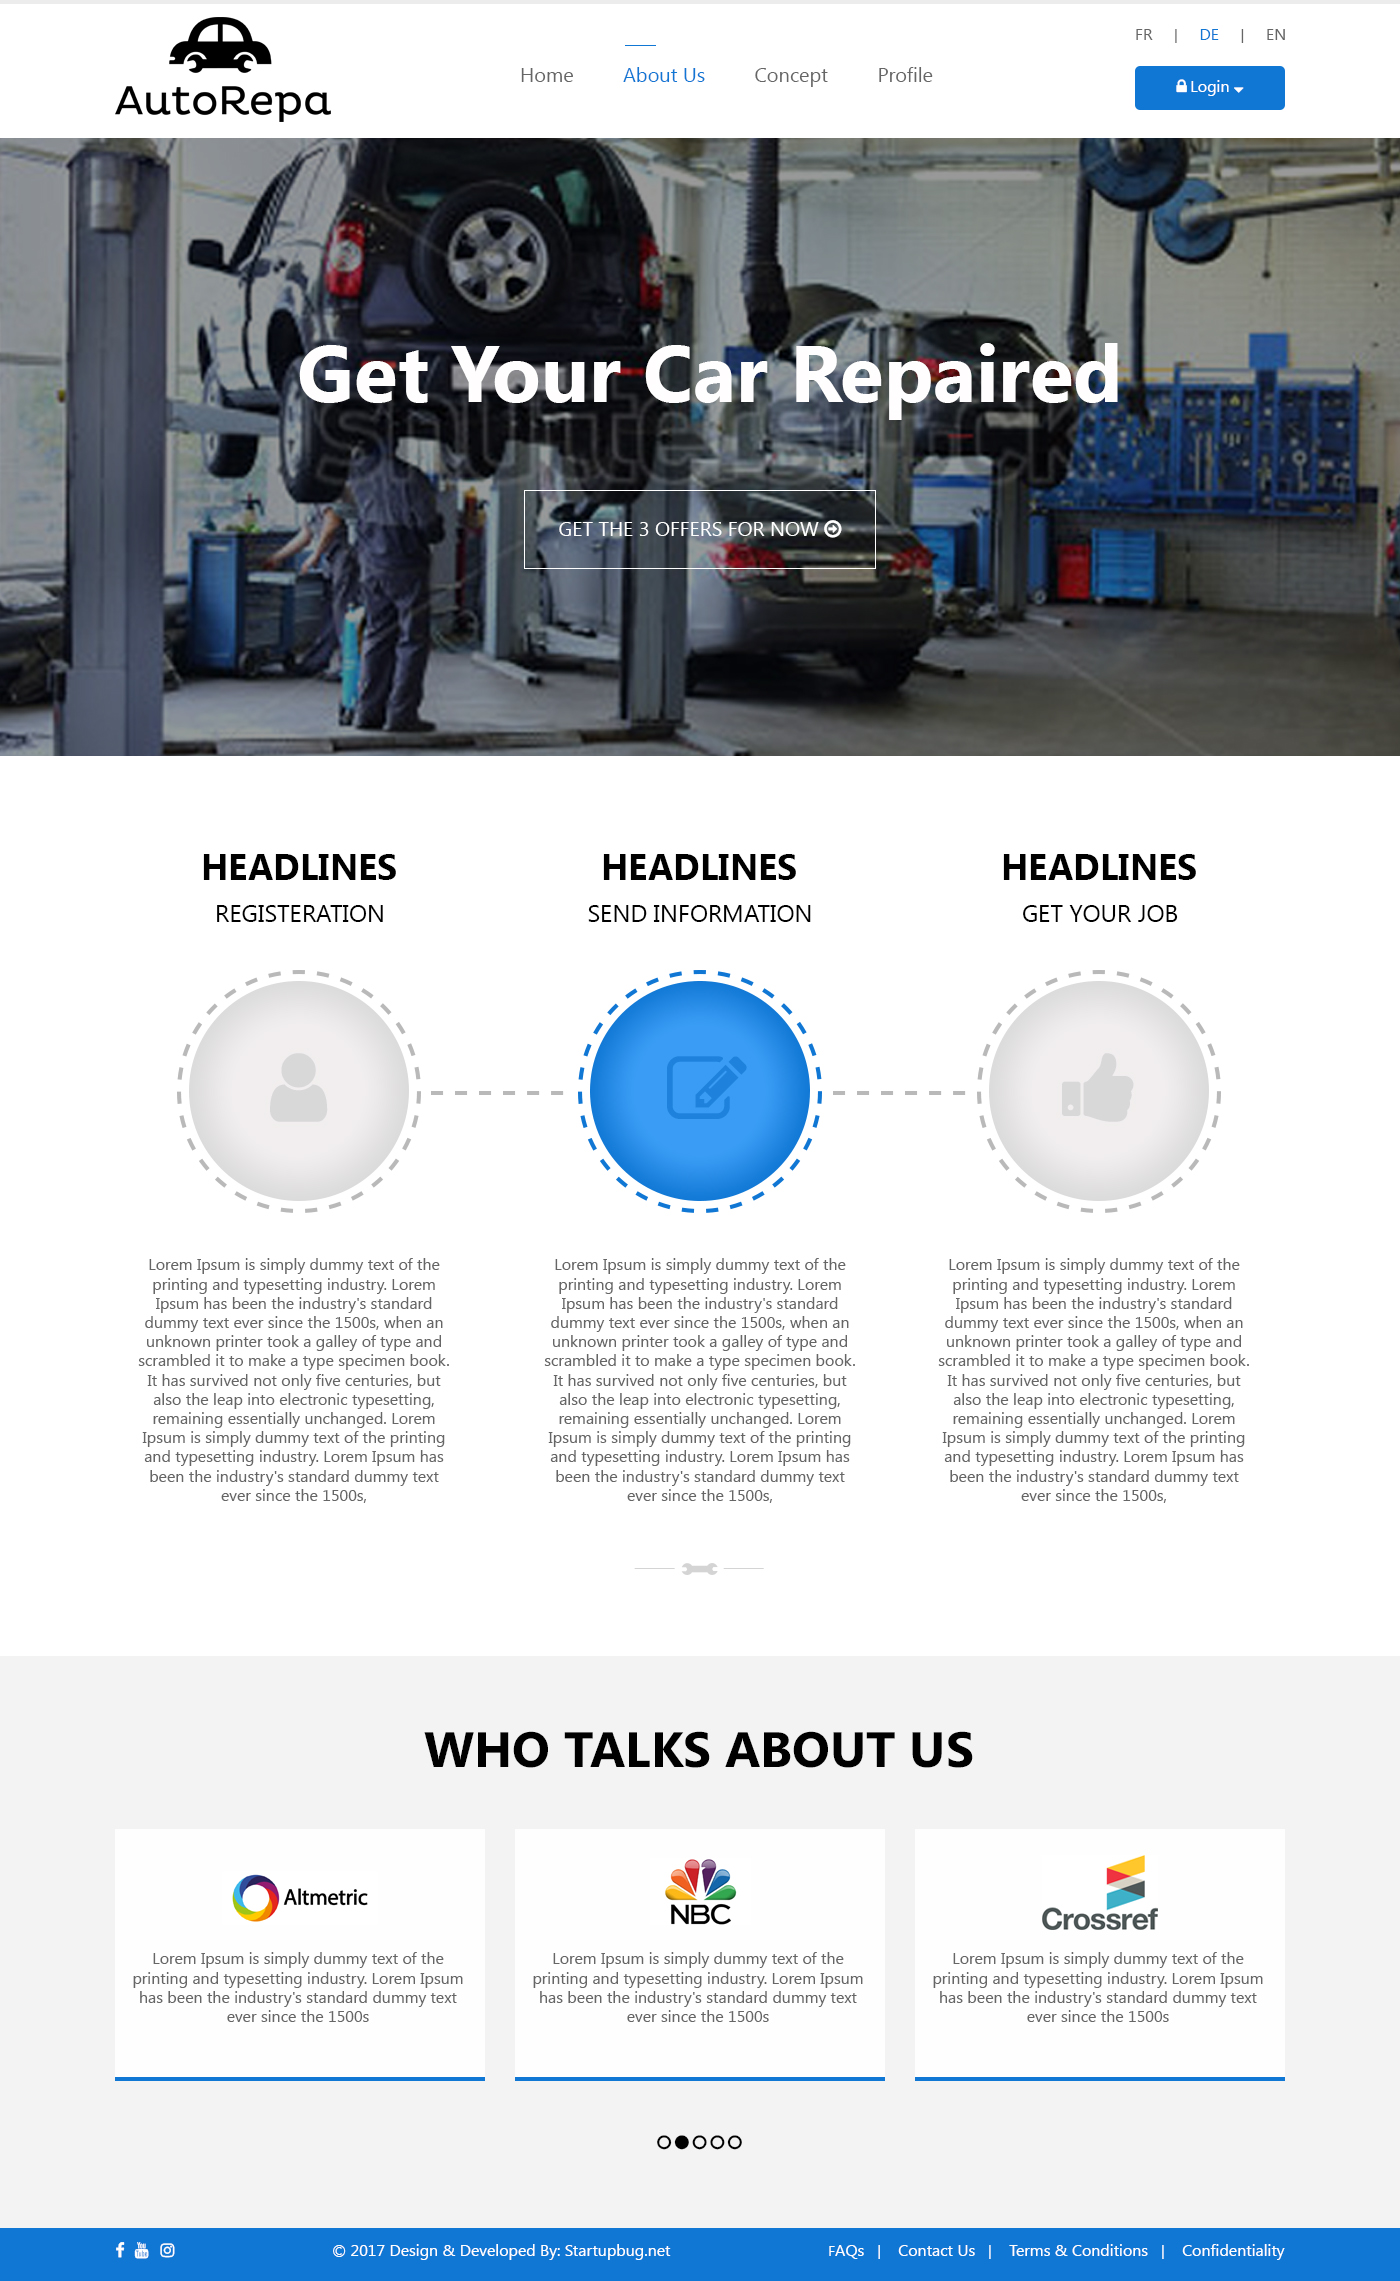 FR | DE | EN
AutoRepa
Home About Us Concept Profile
Login
Get Your Car Repaired
shutterstock
GET THE 3 OFFERS FOR NOW
HEADLINES
REGISTERATION
HEADLINES
SEND INFORMATION
HEADLINES
GET YOUR JOB
Lorem Ipsum is simply dummy text of the
printing and typesetting industry. Lorem
Ipsum has been the industry's standard
dummy text ever since the 1500s, when an
unknown printer took a galley of type and
scrambled it to make a type specimen book.
It has survived not only five centuries, but
also the leap into electronic typesetting,
remaining essentially unchanged. Lorem
Ipsum is simply dummy text of the printing
and typesetting industry. Lorem Ipsum has
been the industry's standard dummy text
ever since the 1500s,
Lorem Ipsum is simply dummy text of the
printing and typesetting industry. Lorem
Ipsum has been the industry's standard
dummy text ever since the 1500s, when an
unknown printer took a galley of type and
scrambled it to make a type specimen book.
It has survived not only five centuries, but
also the leap into electronic typesetting,
remaining essentially unchanged. Lorem
Ipsum is simply dummy text of the printing
and typesetting industry. Lorem Ipsum has
been the industry's standard dummy text
ever since the 1500s,
Lorem Ipsum is simply dummy text of the
printing and typesetting industry. Lorem
Ipsum has been the industry's standard
dummy text ever since the 1500s, when an
unknown printer took a galley of type and
scrambled it to make a type specimen book.
It has survived not only five centuries, but
also the leap into electronic typesetting,
remaining essentially unchanged. Lorem
Ipsum is simply dummy text of the printing
and typesetting industry. Lorem Ipsum has
been the industry's standard dummy text
ever since the 1500s,
WHO TALKS ABOUT US
Altmetric
Lorem Ipsum is simply dummy text of the
printing and typesetting industry. Lorem Ipsum
has been the industry's standard dummy text
ever since the 1500s
NBC
Lorem Ipsum is simply dummy text of the
printing and typesetting industry. Lorem Ipsum
has been the industry's standard dummy text
ever since the 1500s
Crossref
Lorem Ipsum is simply dummy text of the
printing and typesetting industry. Lorem Ipsum
has been the industry's standard dummy text
ever since the 1500s
You Tube
© 2017 Design & Developed By: Startupbug.net
FAQs | Contact Us | Terms & Conditions | Confidentiality